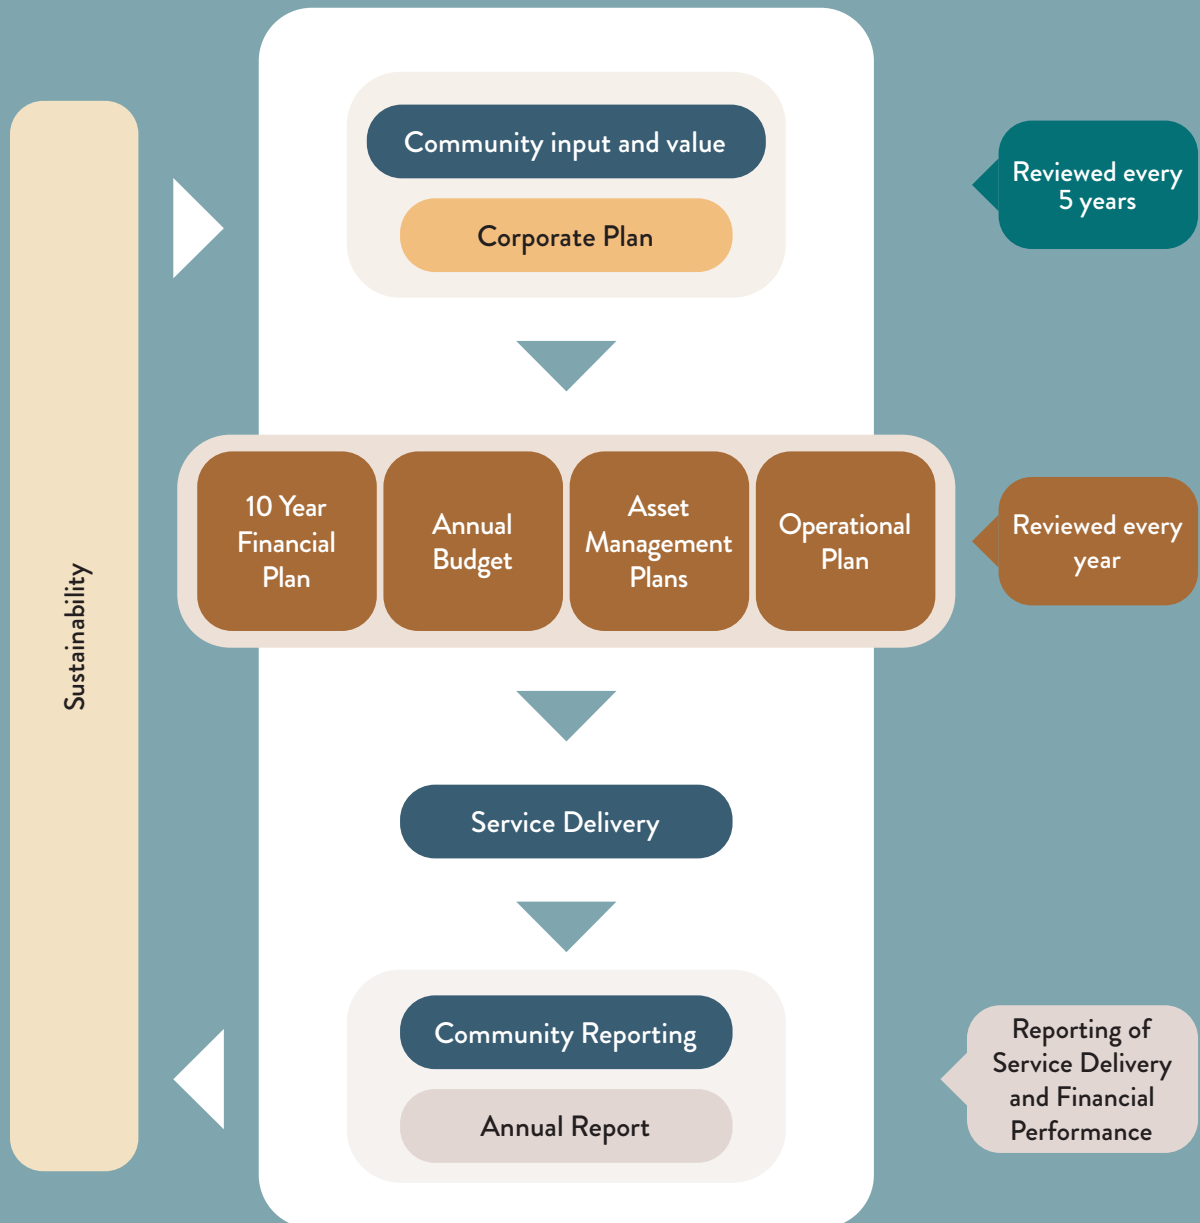 Community input and value
Corporate Plan
Reviewed every
5 years
10 Year
Financial
Plan
Annual
Budget
Asset
Management
Plans
Operational
Plan
Reviewed every
year
Sustainability
Service Delivery
Community Reporting
Annual Report
Reporting of
Service Delivery
and Financial
Performance